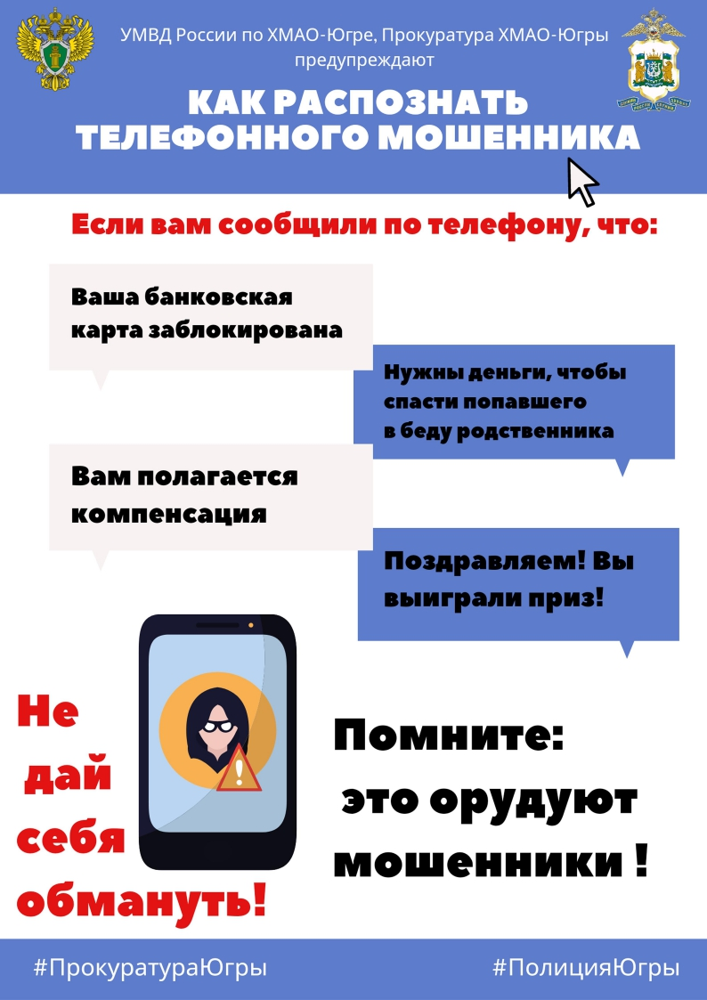 УМВД России по ХМАО-Югре, Прокуратура ХМАО-Югры
предупреждают
КАК РАСПОЗНАТЬ
ТЕЛЕФОННОГО МОШЕННИКА
Если вам сообщили по телефону, что:
Ваша банковская
карта заблокирована
Нужны деньги, чтобы
спасти попавшего
в беду родственника
Вам полагается
компенсация
Поздравляем! Вы
выиграли приз!
Не
дай
себя
обмануть!
Помните:
это орудуют
мошенники !
#ПрокуратураЮгры
#ПолицияЮгры